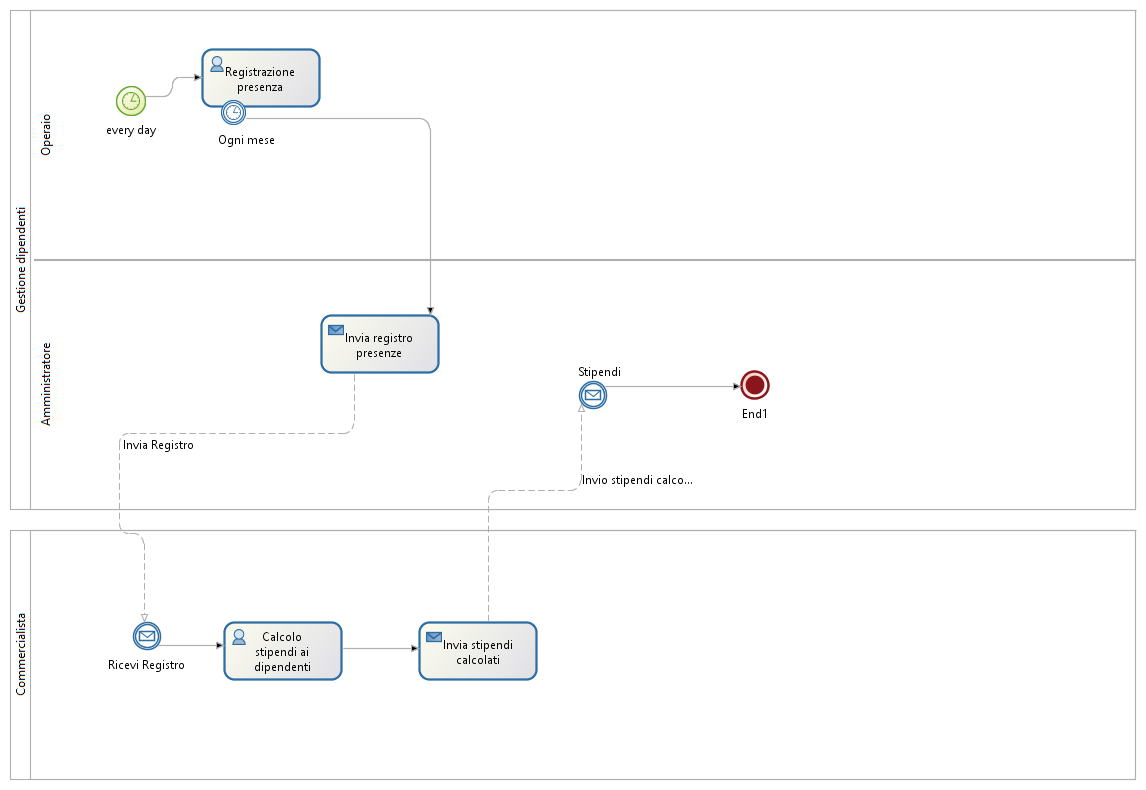 Gestione dipendenti
Operaio
every day
Registrazione
presenza
Ogni mese
Amministratore
Invia registro
presenze
Stipendi
End1
Invia Registro
Invio stipendi calco...
Commercialista
Ricevi Registro
Calcolo
stipendi ai
dipendenti
Invia stipendi
calcolati